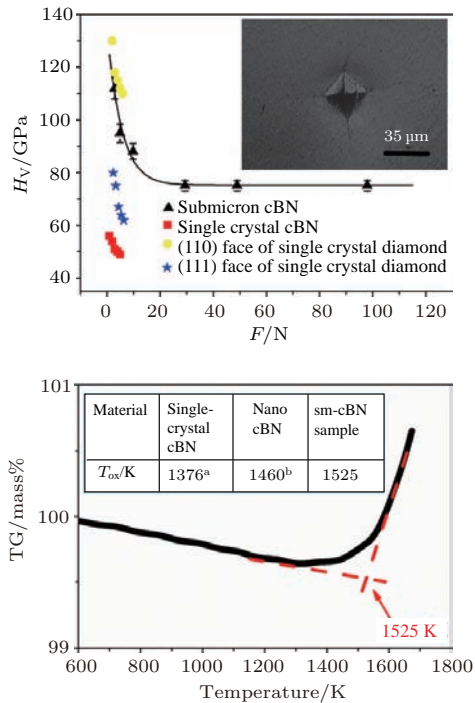 140
120
100
80
60
40
H_V/GPa
35 µm
Submicron cBN
Single crystal cBN
(110) face of single crystal diamond
(111) face of single crystal diamond
0 20 40 60 80 100 120
F/N
101
100
99
TG/mass%
Material Single-crystal cBN Nano cBN sm-cBN sample
T_ox/K 1376ᵃ 1460ᵇ 1525
1525 K
600 800 1000 1200 1400 1600 1800
Temperature/K